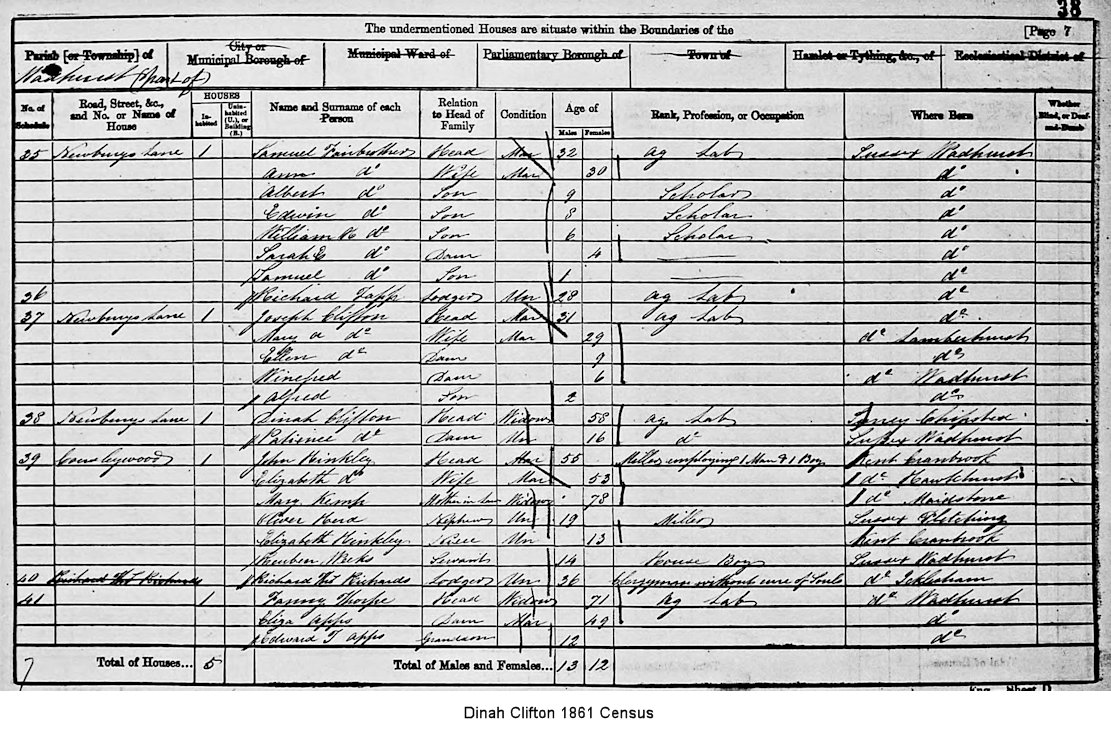 38
The undermentioned Houses are situate within the Boundaries of the [Page 7
Parish [or Township] of City or Municipal Borough of Municipal Ward of Parliamentary Borough of Town of Hamlet or Tything, &c., of Ecclesiastical District of
Wadhurst (part of)
No. of Schedule Road, Street, &c., and No. or Name of House HOUSES Inhabited Uninhabited (U.), or Building (B.) Name and Surname of each Person Relation to Head of Family Condition Age of Males Females Rank, Profession, or Occupation Where Born Whether Blind, or Deaf-and-Dumb
35 Newburys Lane 1 Samuel Fairbrother Head Mar 32 Ag Lab Sussex Wadhurst
Ann do Wife Mar 30 do
Albert do Son 9 Scholar do
Edwin do Son 8 Scholar do
William H do Son 6 Scholar do
Sarah E do Daur 4 do
Samuel do Son 1 do
36 Richard Tapp Lodger Un 28 Ag Lab do
37 Newburys Lane 1 Joseph Clifton Head Mar 31 Ag Lab do
Mary A do Wife Mar 29 do Lamberhurst
Ellen do Daur 9 do
Winefred Daur 6 do Wadhurst
Alfred Son 2 do
38 Newburys Lane 1 Dinah Clifton Head Widow 58 Ag Lab Chipsted
Patience do Daur Un 16 do Sussex Wadhurst
39 Cousleywood 1 John Hinkley Head Mar 55 Miller employing 1 Man & 1 Boy Kent Cranbrook
Elizabeth do Wife Mar 53 do Hawkhurst
Mary Kemp Mother in law Widow 78 do Maidstone
Oliver Herd Nephew Un 19 Miller Sussex Fletching
Elizabeth Hinkley Niece Un 13 Kent Cranbrook
Reuben Weeks Servant 14 House Boy Sussex Wadhurst
40 Richard Thos Richards Richard Thos Richards Lodger Un 36 Clergyman without cure of Souls do Icklesham
41 1 Fanny Thorpe Head Widow 71 Ag Lab do Wadhurst
Eliza Apps Daur Mar 49 do
Edward T Apps Grandson 12 do
7 Total of Houses... 5 Total of Males and Females... 13 12
Eng. Sheet D.
Dinah Clifton 1861 Census